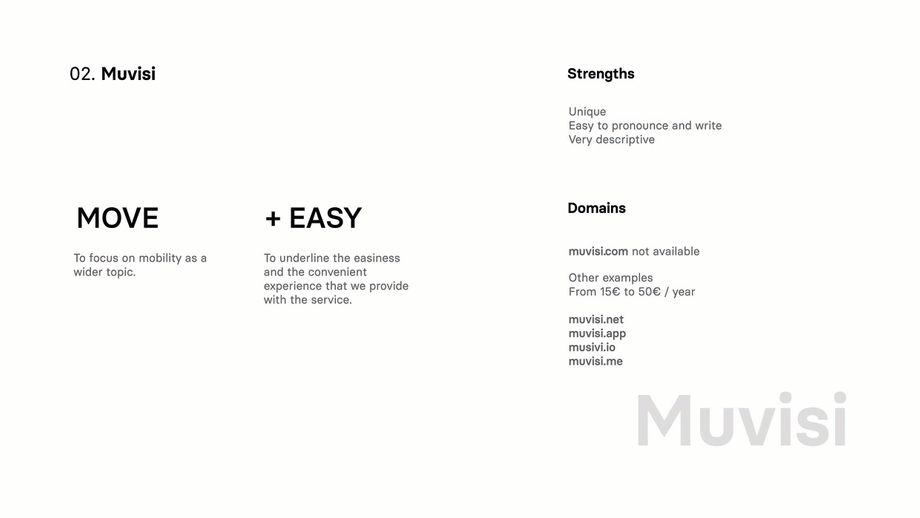 02. Muvisi
MOVE
To focus on mobility as a
wider topic.
+ EASY
To underline the easiness
and the convenient
experience that we provide
with the service.
Strengths
Unique
Easy to pronounce and write
Very descriptive
Domains
muvisi.com not available
Other examples
From 15€ to 50€ / year
muvisi.net
muvisi.app
musivi.io
muvisi.me
Muvisi